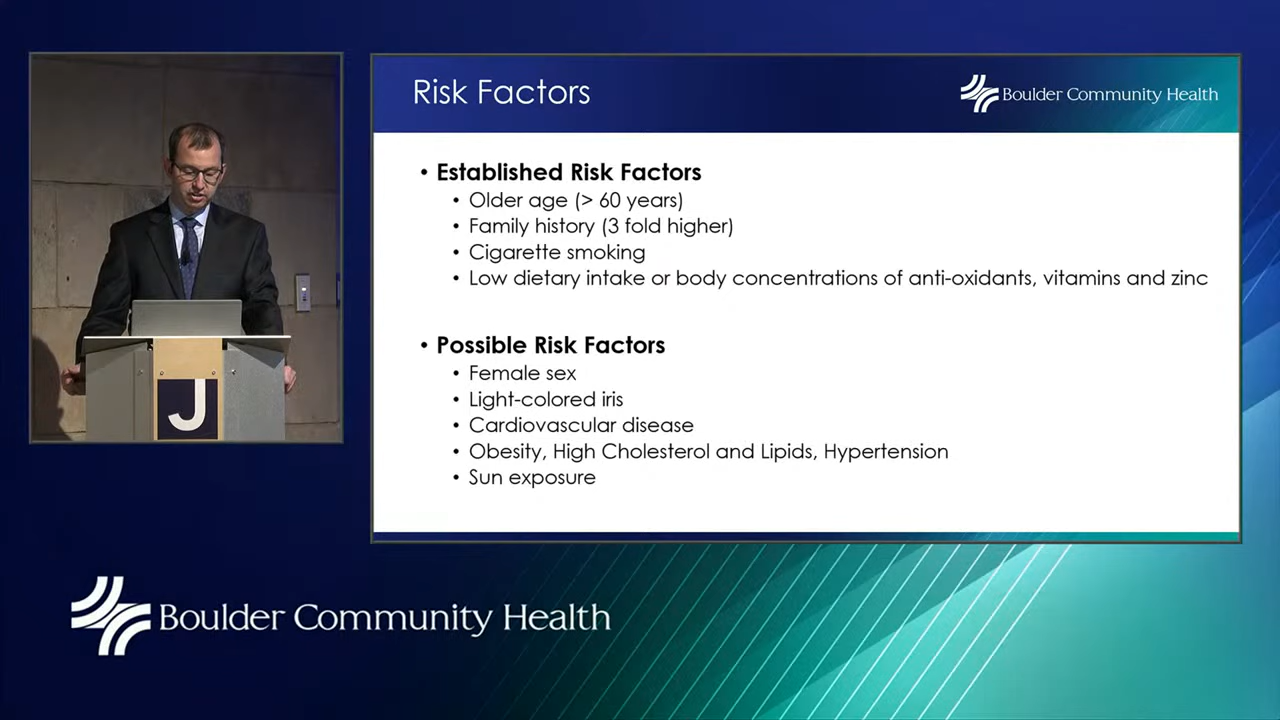 Risk Factors
Boulder Community Health
• Established Risk Factors
• Older age (> 60 years)
• Family history (3 fold higher)
• Cigarette smoking
• Low dietary intake or body concentrations of anti-oxidants, vitamins and zinc
• Possible Risk Factors
• Female sex
• Light-colored iris
• Cardiovascular disease
• Obesity, High Cholesterol and Lipids, Hypertension
• Sun exposure
J
Boulder Community Health